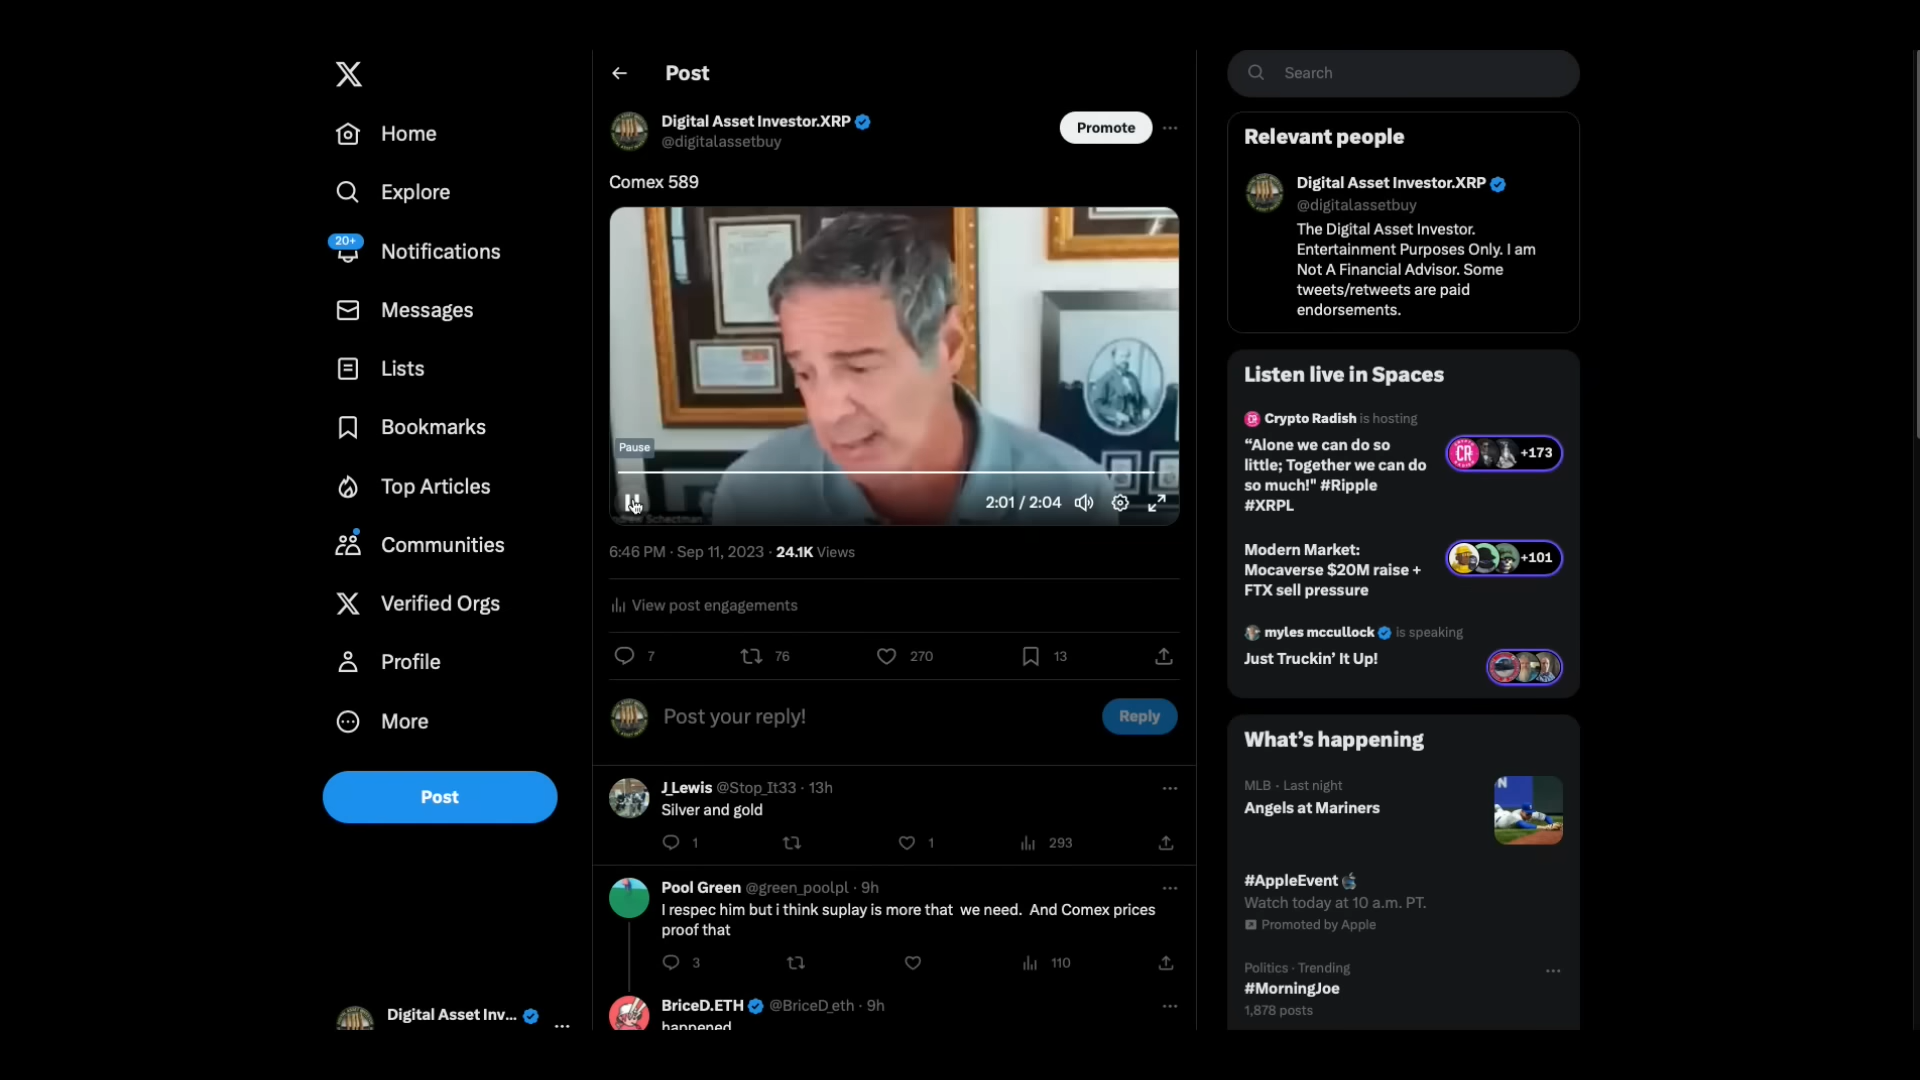 Home
Explore
20+
Notifications
Messages
Lists
Bookmarks
Top Articles
Communities
Verified Orgs
Profile
More
Post
Digital Asset Inv...
Post
Digital Asset Investor.XRP
@digitalassetbuy
Promote
Comex 589
Pause
2:01 / 2:04
Schectman
6:46 PM · Sep 11, 2023 · 24.1K Views
View post engagements
7
76
270
13
Post your reply!
Reply
J_Lewis @Stop_It33 · 13h
Silver and gold
1
1
293
Pool Green @green_poolpl · 9h
I respec him but i think suplay is more that we need. And Comex prices
proof that
3
110
BriceD.ETH @BriceD_eth · 9h
happened
Search
Relevant people
Digital Asset Investor.XRP
@digitalassetbuy
The Digital Asset Investor.
Entertainment Purposes Only. I am
Not A Financial Advisor. Some
tweets/retweets are paid
endorsements.
Listen live in Spaces
Crypto Radish is hosting
“Alone we can do so
little; Together we can do
so much!" #Ripple
#XRPL
CR
+173
Modern Market:
Mocaverse $20M raise +
FTX sell pressure
+101
myles mccullock is speaking
Just Truckin’ It Up!
What’s happening
MLB · Last night
Angels at Mariners
#AppleEvent
Watch today at 10 a.m. PT.
Promoted by Apple
Politics · Trending
#MorningJoe
1,878 posts